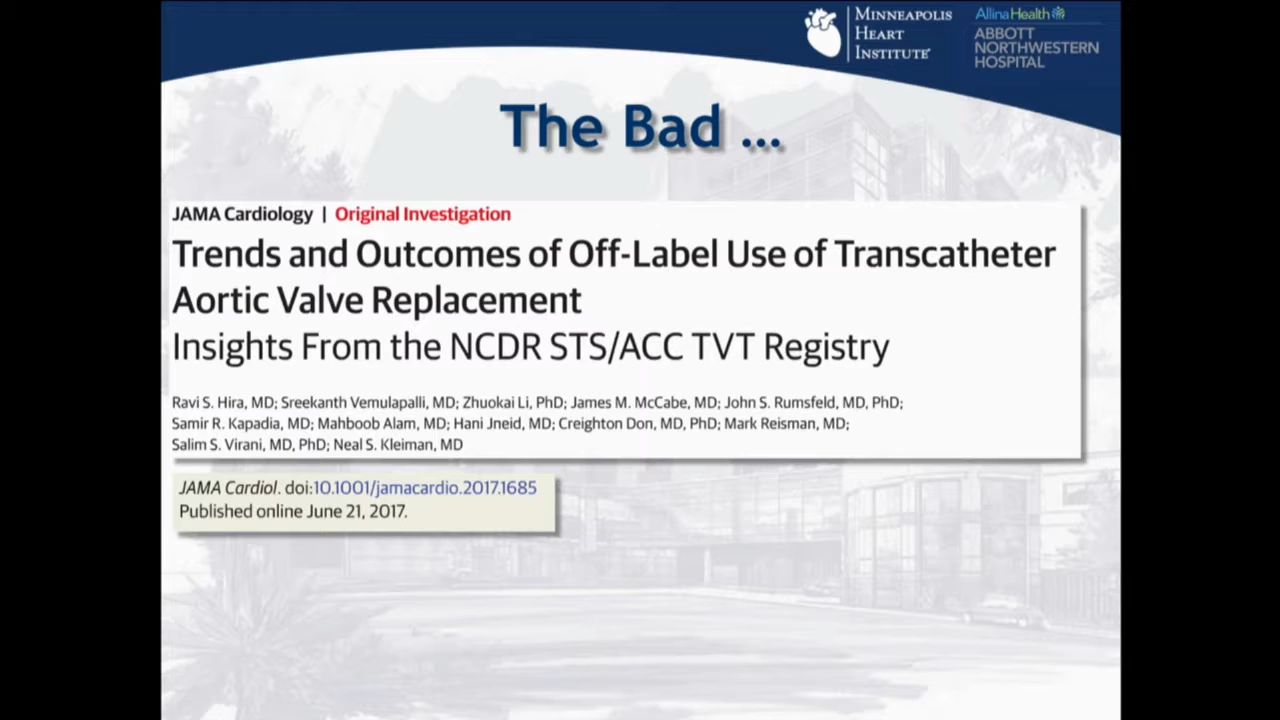 MINNEAPOLIS
HEART
INSTITUTE
Allina Health
ABBOTT
NORTHWESTERN
HOSPITAL
The Bad ...
JAMA Cardiology | Original Investigation
Trends and Outcomes of Off-Label Use of Transcatheter
Aortic Valve Replacement
Insights From the NCDR STS/ACC TVT Registry
Ravi S. Hira, MD; Sreekanth Vemulapalli, MD; Zhuokai Li, PhD; James M. McCabe, MD; John S. Rumsfeld, MD, PhD;
Samir R. Kapadia, MD; Mahboob Alam, MD; Hani Jneid, MD; Creighton Don, MD, PhD; Mark Reisman, MD;
Salim S. Virani, MD, PhD; Neal S. Kleiman, MD
JAMA Cardiol. doi:10.1001/jamacardio.2017.1685
Published online June 21, 2017.